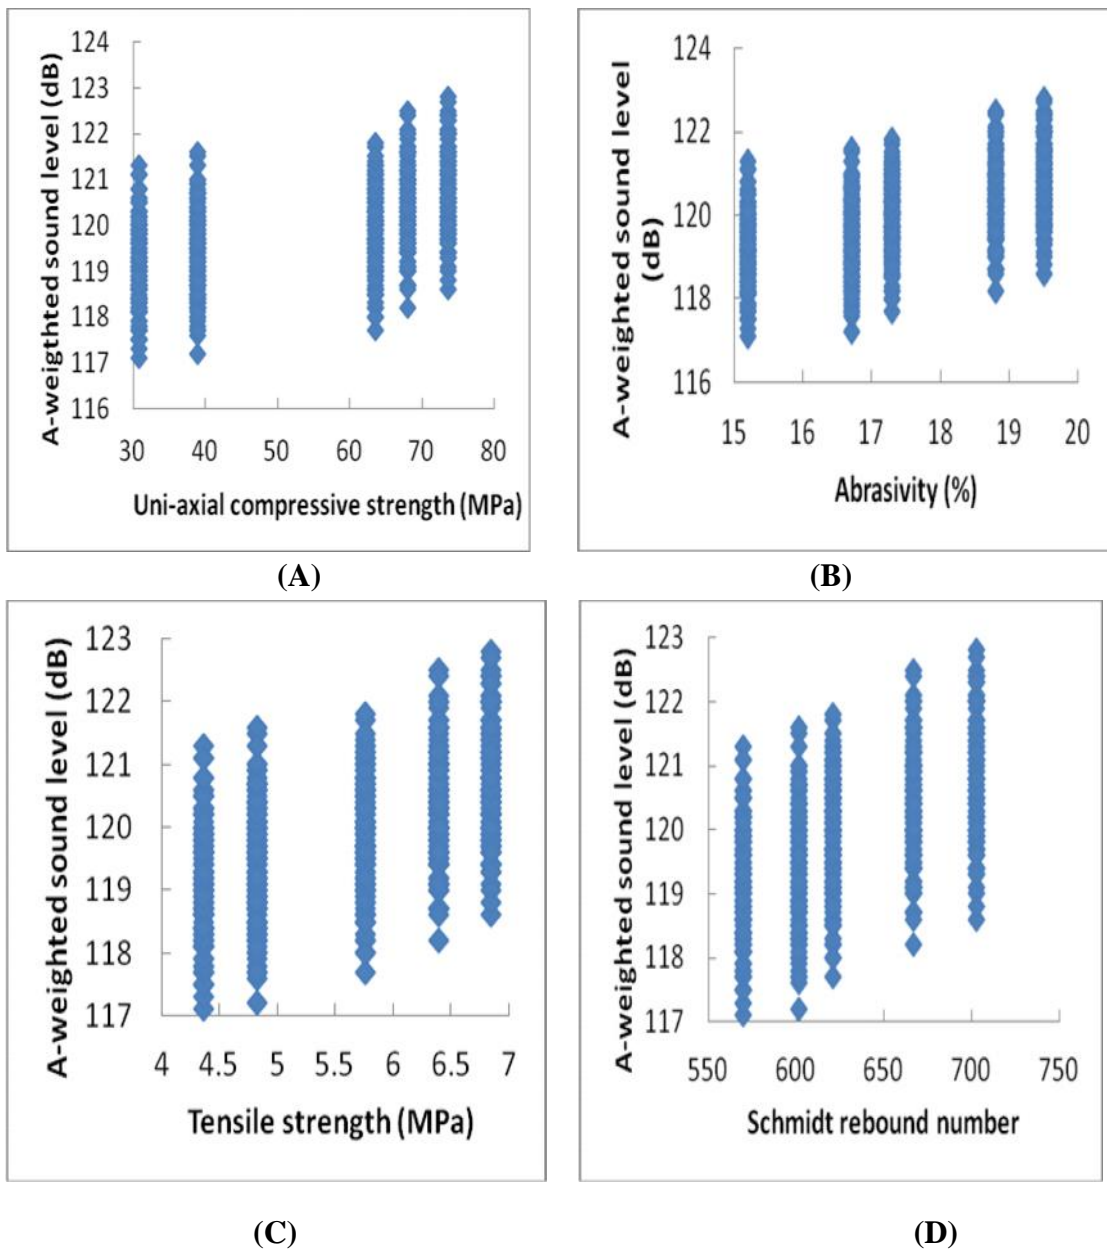 A-weigthted sound level (dB)
124
123
122
121
120
119
118
117
116
30 40 50 60 70 80
Uni-axial compressive strength (MPa)
(A)
A-weighted sound level
(dB)
124
122
120
118
116
15 16 17 18 19 20
Abrasivity (%)
(B)
A-weighted sound level (dB)
123
122
121
120
119
118
117
4 4.5 5 5.5 6 6.5 7
Tensile strength (MPa)
(C)
A-weighted sound level (dB)
123
122
121
120
119
118
117
550 600 650 700 750
Schmidt rebound number
(D)